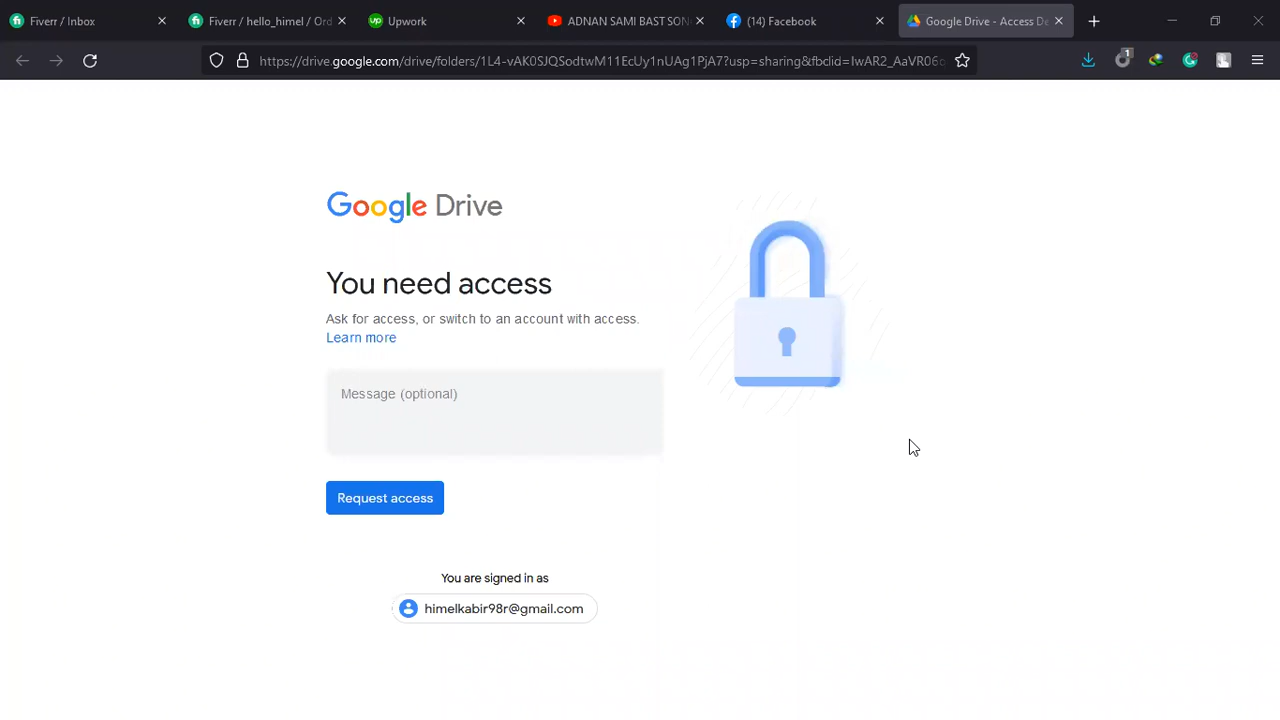 Fiverr / Inbox
Fiverr / hello_himel / Ord
Upwork
ADNAN SAMI BAST SON
(14) Facebook
Google Drive - Access De
https://drive.google.com/drive/folders/1L4-vAK0SJQSodtwM11EcUy1nUAg1PjA7?usp=sharing&fbclid=IwAR2_AaVR06
1
Google Drive
You need access
Ask for access, or switch to an account with access.
Learn more
Message (optional)
Request access
You are signed in as
himelkabir98r@gmail.com